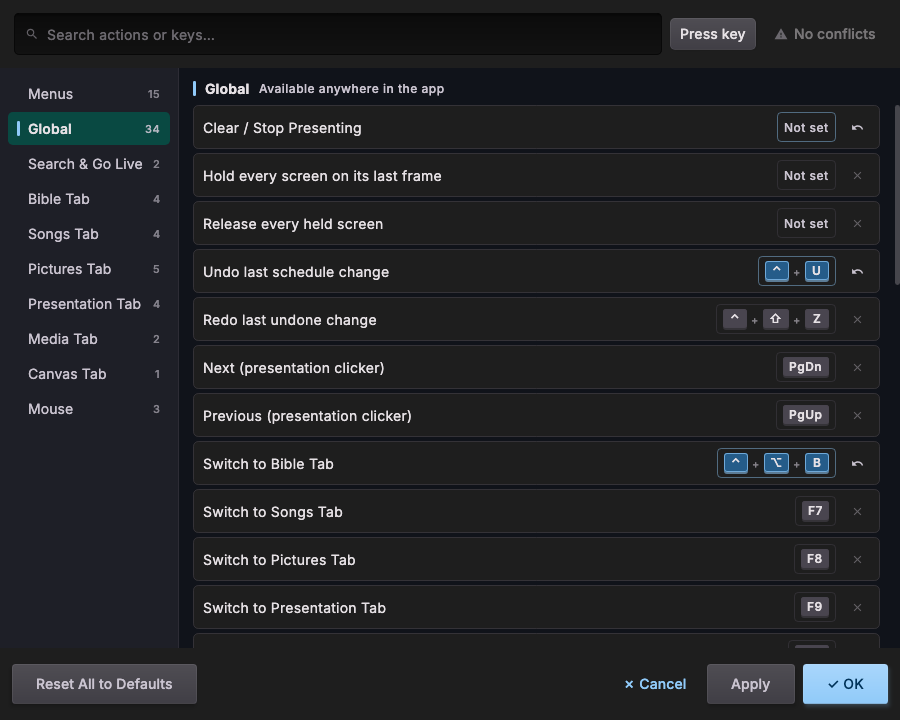 Search actions or keys...
Press key
No conflicts
Menus 15
Global 34
Search & Go Live 2
Bible Tab 4
Songs Tab 4
Pictures Tab 5
Presentation Tab 4
Media Tab 2
Canvas Tab 1
Mouse 3
Global Available anywhere in the app
Clear / Stop Presenting Not set
Hold every screen on its last frame Not set
Release every held screen Not set
Undo last schedule change ^ + U
Redo last undone change ^ + ⇧ + Z
Next (presentation clicker) PgDn
Previous (presentation clicker) PgUp
Switch to Bible Tab ^ + ⌥ + B
Switch to Songs Tab F7
Switch to Pictures Tab F8
Switch to Presentation Tab F9
Reset All to Defaults
Cancel
Apply
OK